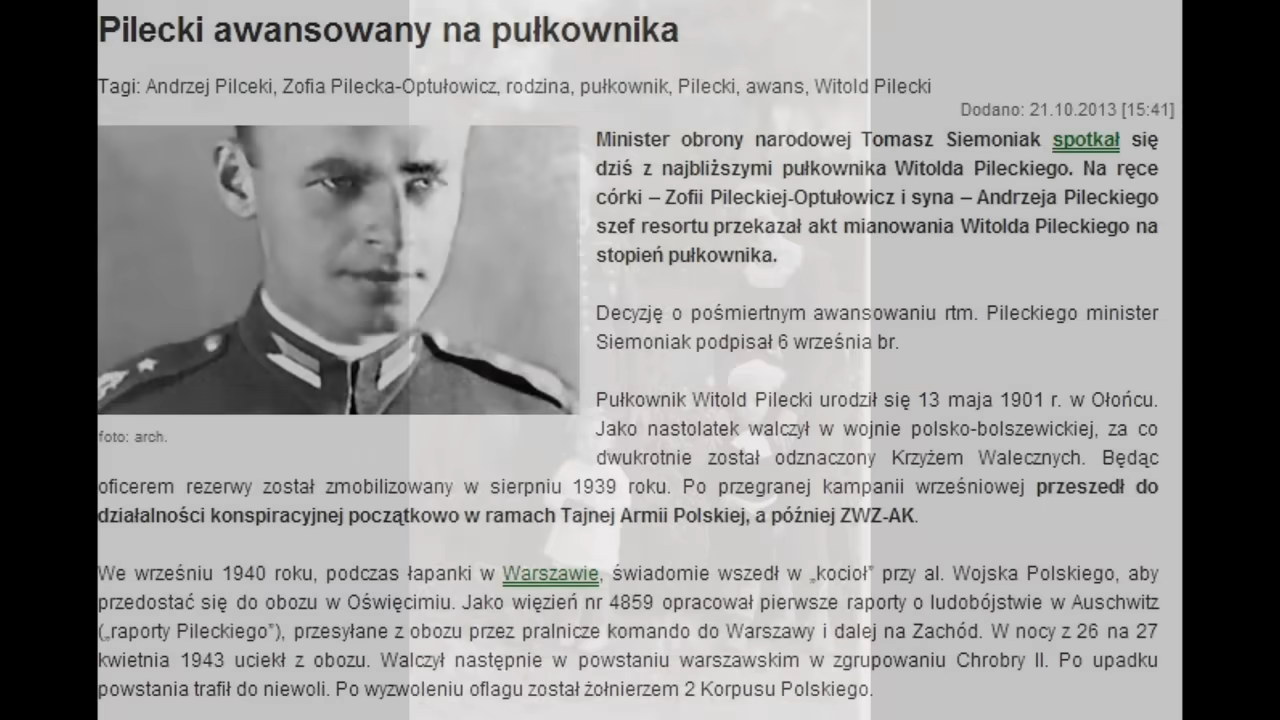 Pilecki awansowany na pułkownika
Tagi: Andrzej Pilceki, Zofia Pilecka-Optułowicz, rodzina, pułkownik, Pilecki, awans, Witold Pilecki
Dodano: 21.10.2013 [15:41]
Minister obrony narodowej Tomasz Siemoniak spotkał się
dziś z najbliższymi pułkownika Witolda Pileckiego. Na ręce
córki – Zofii Pileckiej-Optułowicz i syna – Andrzeja Pileckiego
szef resortu przekazał akt mianowania Witolda Pileckiego na
stopień pułkownika.
Decyzję o pośmiertnym awansowaniu rtm. Pileckiego minister
Siemoniak podpisał 6 września br.
Pułkownik Witold Pilecki urodził się 13 maja 1901 r. w Ołońcu.
Jako nastolatek walczył w wojnie polsko-bolszewickiej, za co
dwukrotnie został odznaczony Krzyżem Walecznych. Będąc
foto: arch.
oficerem rezerwy został zmobilizowany w sierpniu 1939 roku. Po przegranej kampanii wrześniowej przeszedł do
działalności konspiracyjnej początkowo w ramach Tajnej Armii Polskiej, a później ZWZ-AK.
We wrześniu 1940 roku, podczas łapanki w Warszawie, świadomie wszedł w „kocioł” przy al. Wojska Polskiego, aby
przedostać się do obozu w Oświęcimiu. Jako więzień nr 4859 opracował pierwsze raporty o ludobójstwie w Auschwitz
(„raporty Pileckiego”), przesyłane z obozu przez pralnicze komando do Warszawy i dalej na Zachód. W nocy z 26 na 27
kwietnia 1943 uciekł z obozu. Walczył następnie w powstaniu warszawskim w zgrupowaniu Chrobry II. Po upadku
powstania trafił do niewoli. Po wyzwoleniu oflagu został żołnierzem 2 Korpusu Polskiego.